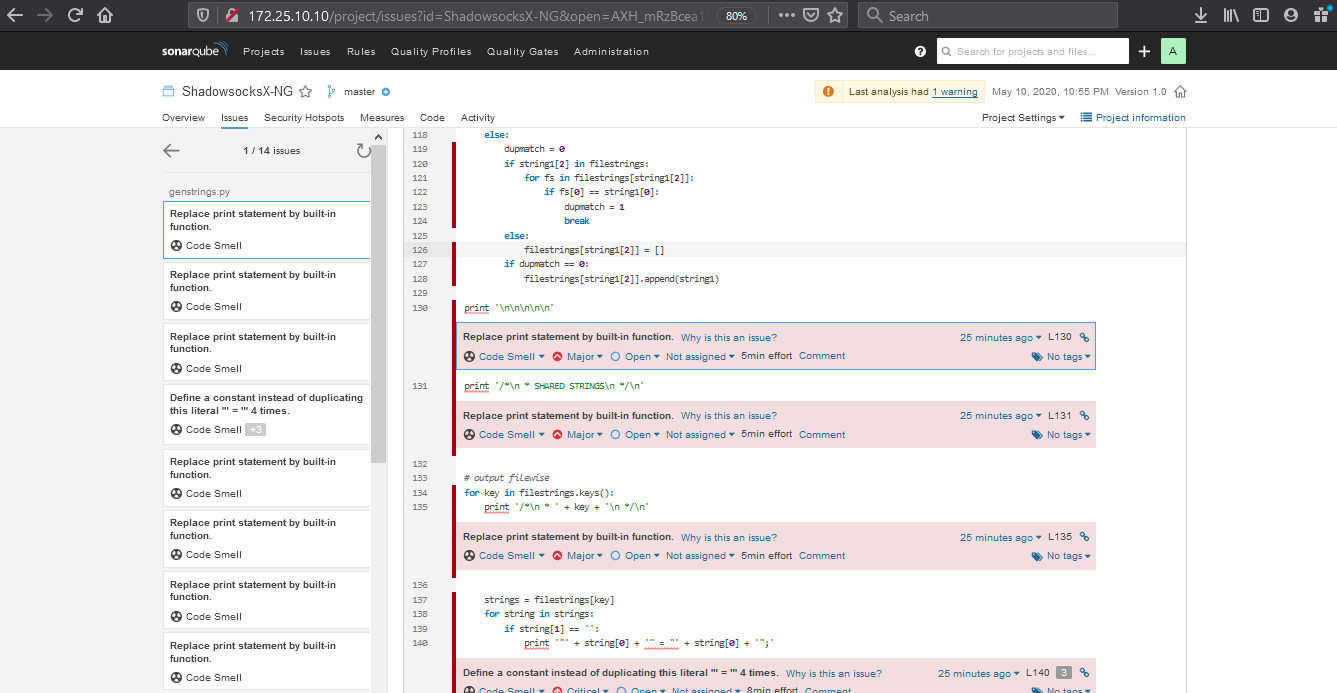 172.25.10.10/project/issues?id=ShadowsocksX-NG&open=AXH_mRzBcea1
80%
Search
sonarqube Projects Issues Rules Quality Profiles Quality Gates Administration
Search for projects and files...
A
ShadowsocksX-NG master
Last analysis had 1 warning May 10, 2020, 10:55 PM Version 1.0
Overview Issues Security Hotspots Measures Code Activity
Project Settings Project information
1 / 14 issues
genstrings.py
Replace print statement by built-in
function.
Code Smell
Replace print statement by built-in
function.
Code Smell
Replace print statement by built-in
function.
Code Smell
Define a constant instead of duplicating
this literal "' = '" 4 times.
Code Smell +3
Replace print statement by built-in
function.
Code Smell
Replace print statement by built-in
function.
Code Smell
Replace print statement by built-in
function.
Code Smell
Replace print statement by built-in
function.
Code Smell
118 else:
119 dupmatch = 0
120 if string1[2] in filestrings:
121 for fs in filestrings[string1[2]]:
122 if fs[0] == string1[0]:
123 dupmatch = 1
124 break
125 else:
126 filestrings[string1[2]] = []
127 if dupmatch == 0:
128 filestrings[string1[2]].append(string1)
129
130 print '\n\n\n\n\n'
Replace print statement by built-in function. Why is this an issue? 25 minutes ago L130
Code Smell Major Open Not assigned 5min effort Comment No tags
131 print '/*\n * SHARED STRINGS\n */\n'
Replace print statement by built-in function. Why is this an issue? 25 minutes ago L131
Code Smell Major Open Not assigned 5min effort Comment No tags
132
133 # output filewise
134 for key in filestrings.keys():
135 print '/*\n * ' + key + '\n */\n'
Replace print statement by built-in function. Why is this an issue? 25 minutes ago L135
Code Smell Major Open Not assigned 5min effort Comment No tags
136
137 strings = filestrings[key]
138 for string in strings:
139 if string[1] == '':
140 print '"' + string[0] + '" = "' + string[0] + '";'
Define a constant instead of duplicating this literal "' = '" 4 times. Why is this an issue? 25 minutes ago L140 3
Code Smell Critical Open Not assigned 8min effort Comment No tags